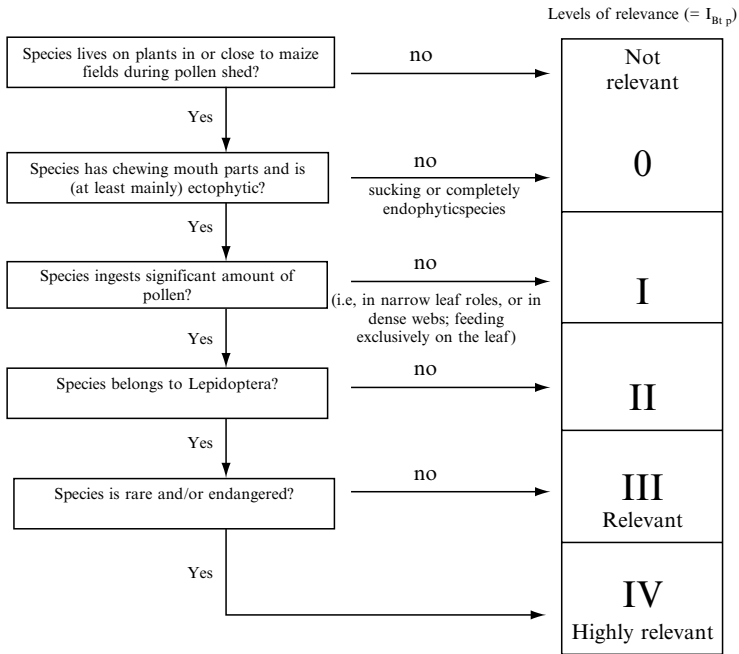 Levels of relevance (= I_Bt p)
Species lives on plants in or close to maize
fields during pollen shed?
no
Not
relevant
Yes
Species has chewing mouth parts and is
(at least mainly) ectophytic?
no
sucking or completely
endophyticspecies
0
Yes
Species ingests significant amount of
pollen?
no
(i.e, in narrow leaf roles, or in
dense webs; feeding
exclusively on the leaf)
I
Yes
Species belongs to Lepidoptera?
no
II
Yes
Species is rare and/or endangered?
no
III
Relevant
Yes
IV
Highly relevant